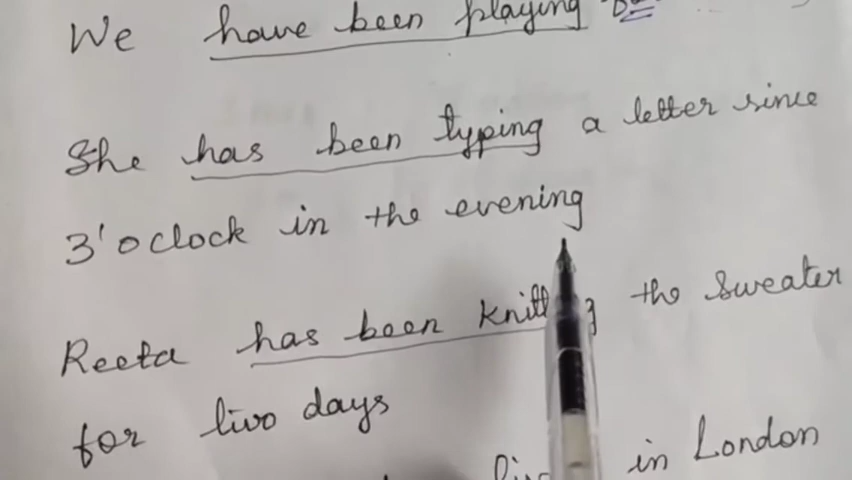 We have been playing
She has been typing a letter since
3'oclock in the evening
Reeta has been the sweater
for two days
in London